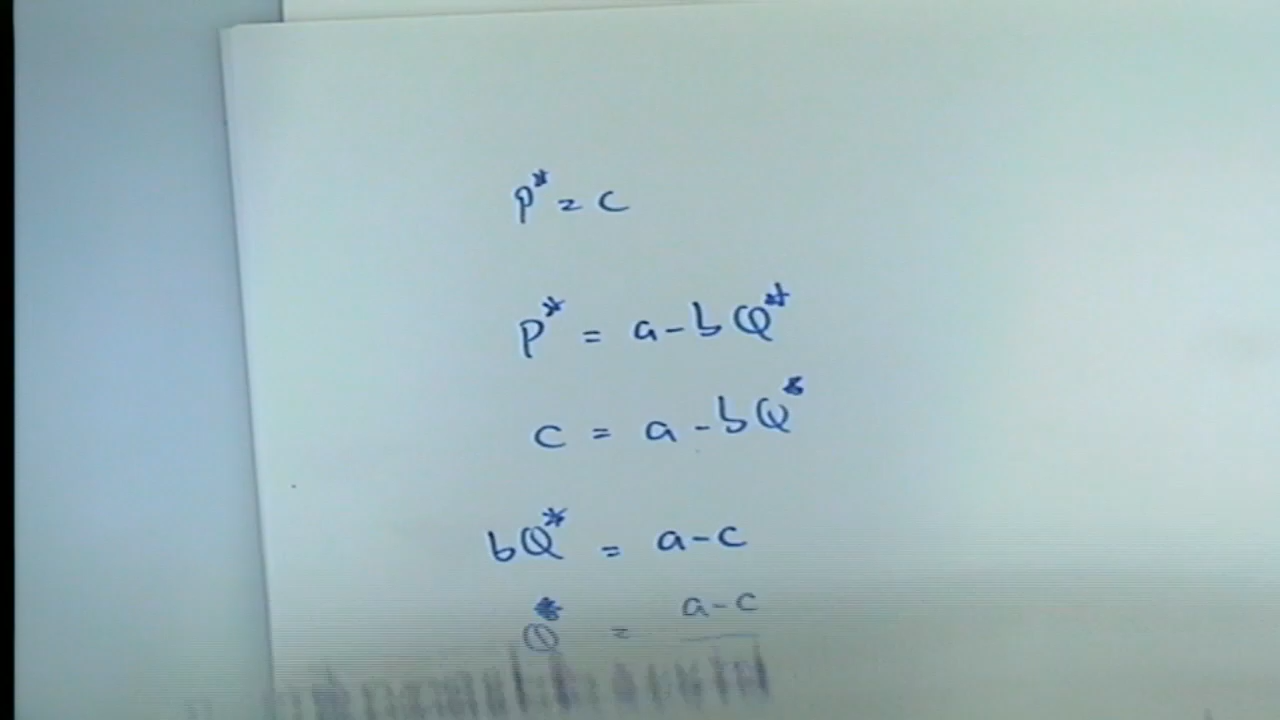 P* = c
P* = a - bQ*
c = a - bQ*
bQ* = a - c
Q* = a - c